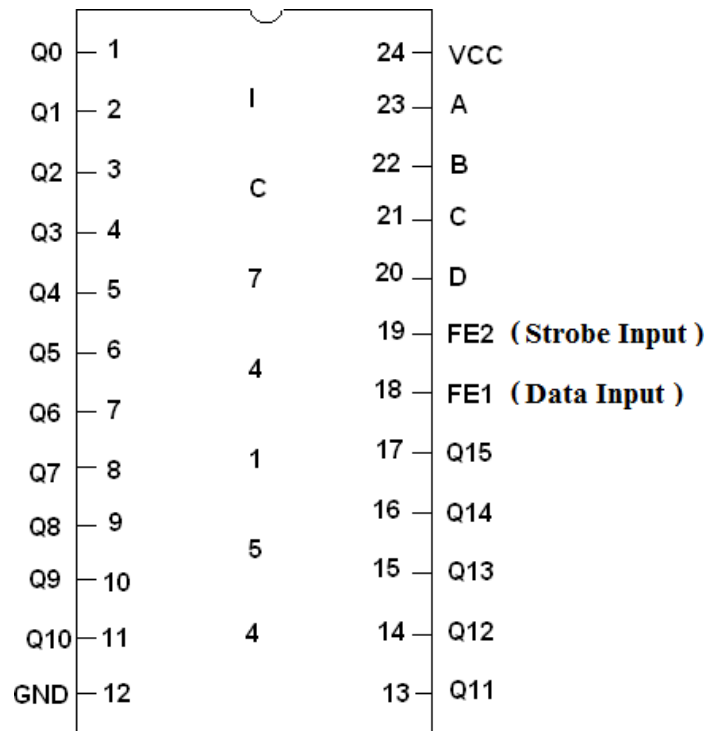 Q0 1 24 VCC
I
Q1 2 23 A
Q2 3 22 B
C
Q3 4 21 C
Q4 5 7 20 D
Q5 6 19 FE2 ( Strobe Input )
4
Q6 7 18 FE1 ( Data Input )
Q7 8 1 17 Q15
Q8 9 16 Q14
5
Q9 10 15 Q13
Q10 11 4 14 Q12
GND 12 13 Q11